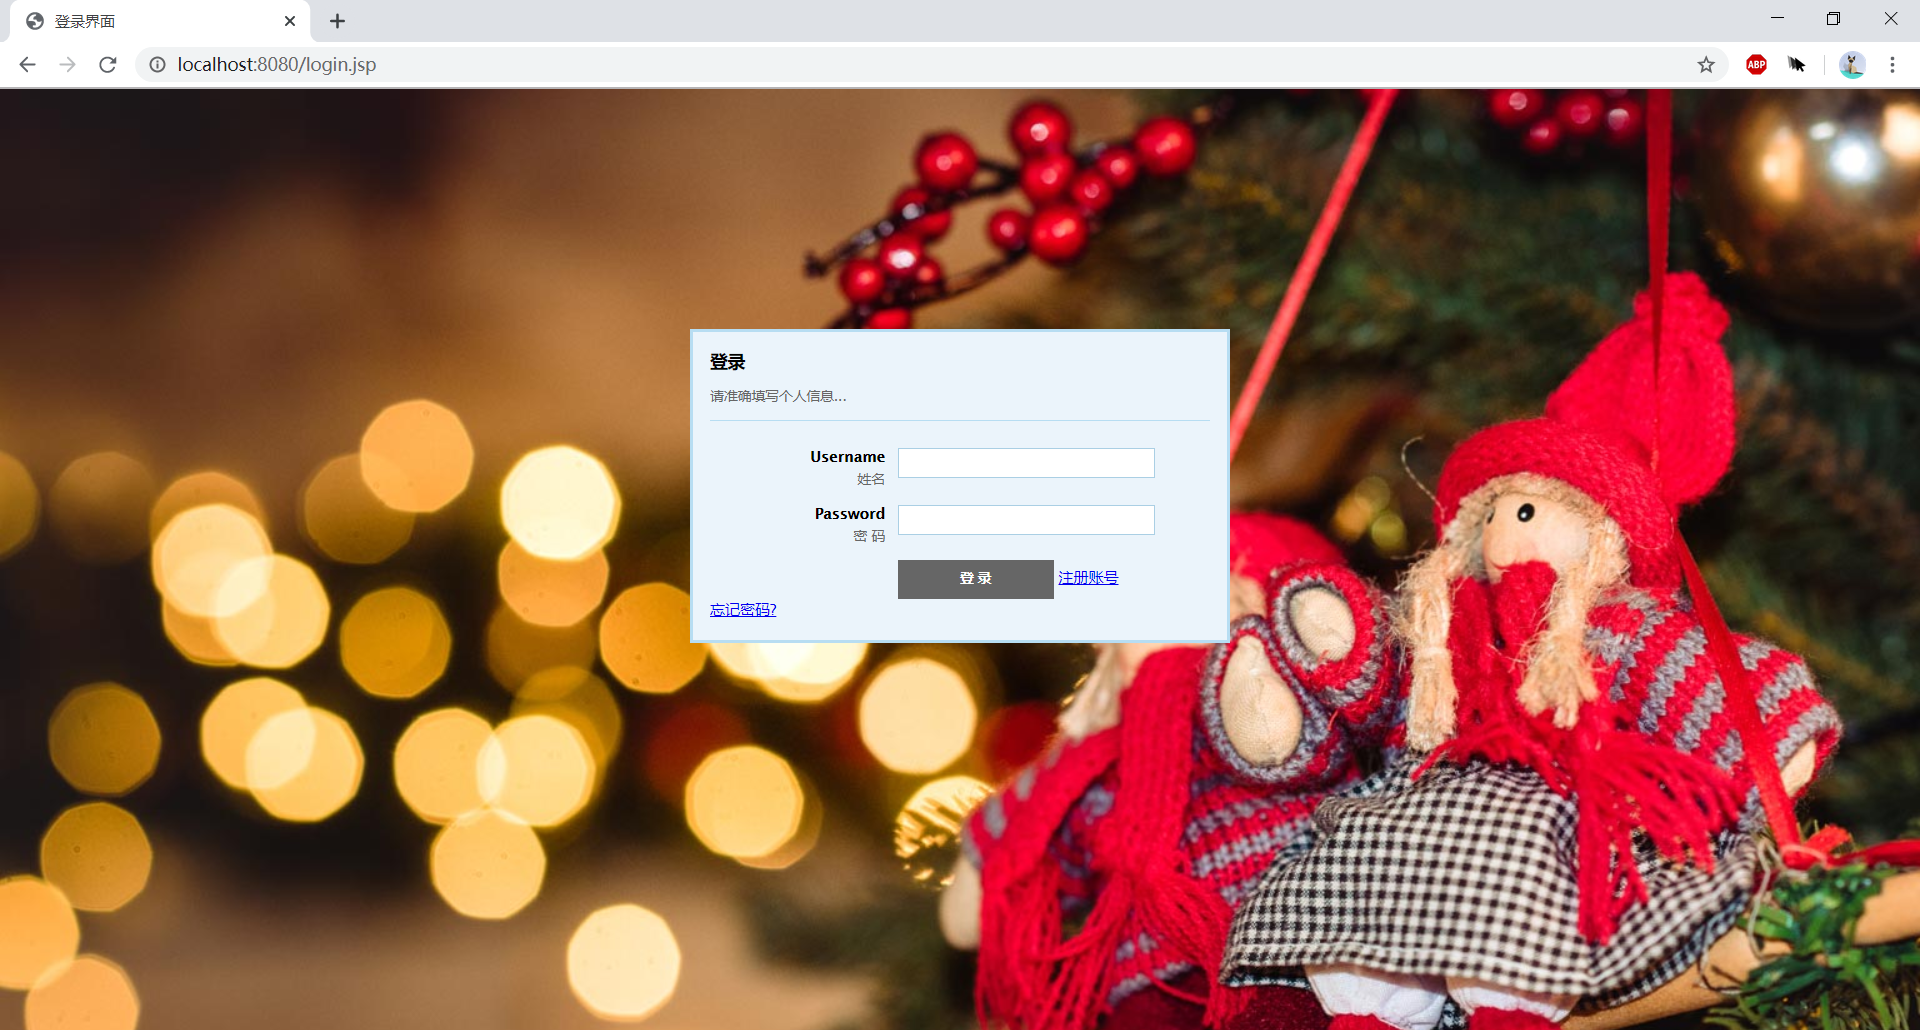 登录界面
localhost:8080/login.jsp
ABP
登录
请准确填写个人信息...
Username
姓名
Password
密 码
登 录 注册账号
忘记密码?